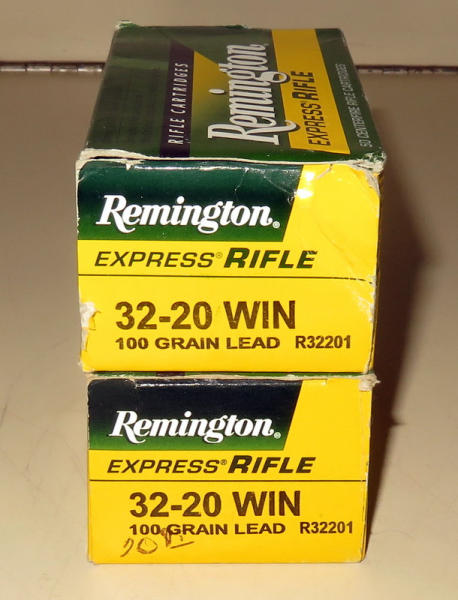 RIFLE CARTRIDGES
Remington
EXPRESS RIFLE
50 CENTERFIRE RIFLE CARTRIDGES
Remington®
EXPRESS® RIFLE
32-20 WIN
100 GRAIN LEAD R32201
Remington®
EXPRESS® RIFLE
32-20 WIN
100 GRAIN LEAD R32201